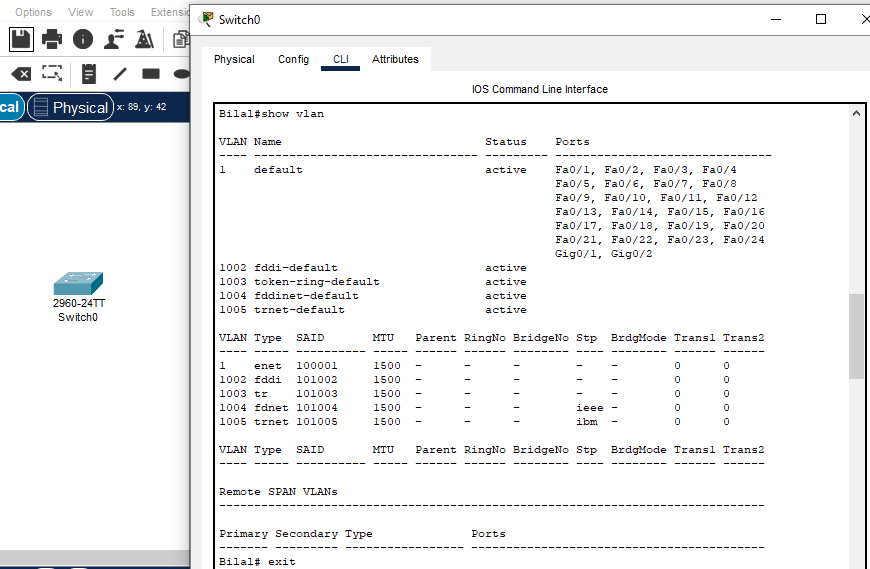 Options View Tools Extensi
Switch0
Physical Config CLI Attributes
cal Physical x: 89, y: 42
IOS Command Line Interface
Bilal#show vlan
VLAN Name Status Ports
---- -------------------------------- --------- -------------------------------
1 default active Fa0/1, Fa0/2, Fa0/3, Fa0/4
Fa0/5, Fa0/6, Fa0/7, Fa0/8
Fa0/9, Fa0/10, Fa0/11, Fa0/12
Fa0/13, Fa0/14, Fa0/15, Fa0/16
Fa0/17, Fa0/18, Fa0/19, Fa0/20
Fa0/21, Fa0/22, Fa0/23, Fa0/24
Gig0/1, Gig0/2
1002 fddi-default active
1003 token-ring-default active
1004 fddinet-default active
1005 trnet-default active
2960-24TT
Switch0
VLAN Type SAID MTU Parent RingNo BridgeNo Stp BrdgMode Trans1 Trans2
---- ----- ---------- ----- ------ ------ -------- ---- -------- ------ ------
1 enet 100001 1500 - - - - - 0 0
1002 fddi 101002 1500 - - - - - 0 0
1003 tr 101003 1500 - - - - - 0 0
1004 fdnet 101004 1500 - - - ieee - 0 0
1005 trnet 101005 1500 - - - ibm - 0 0
VLAN Type SAID MTU Parent RingNo BridgeNo Stp BrdgMode Trans1 Trans2
---- ----- ---------- ----- ------ ------ -------- ---- -------- ------ ------
Remote SPAN VLANs
------------------------------------------------------------------------------
Primary Secondary Type Ports
------- --------- ----------------- ------------------------------------------
Bilal# exit